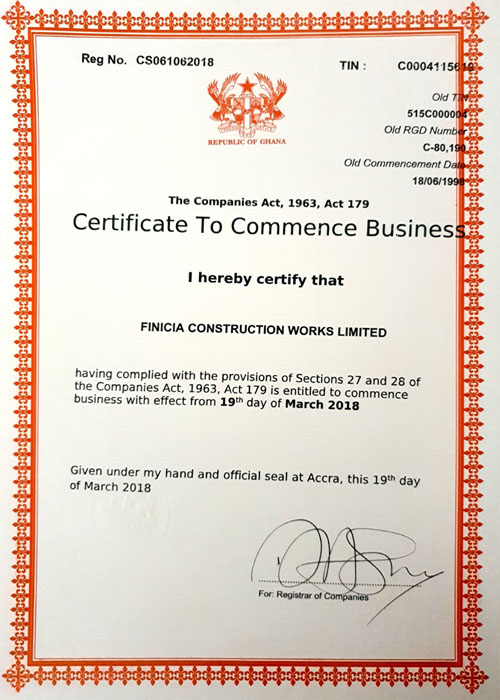 Reg No. CS061062018
TIN :
REPUBLIC OF GHANA
Old TIN
Old RGD Number
Old Commencement Date
18/06/1998
The Companies Act, 1963, Act 179
Certificate To Commence Business
I hereby certify that
FINICIA CONSTRUCTION WORKS LIMITED
having complied with the provisions of Sections 27 and 28 of
the Companies Act, 1963, Act 179 is entitled to commence
business with effect from 19th day of March 2018
Given under my hand and official seal at Accra, this 19th day
of March 2018
For: Registrar of Companies